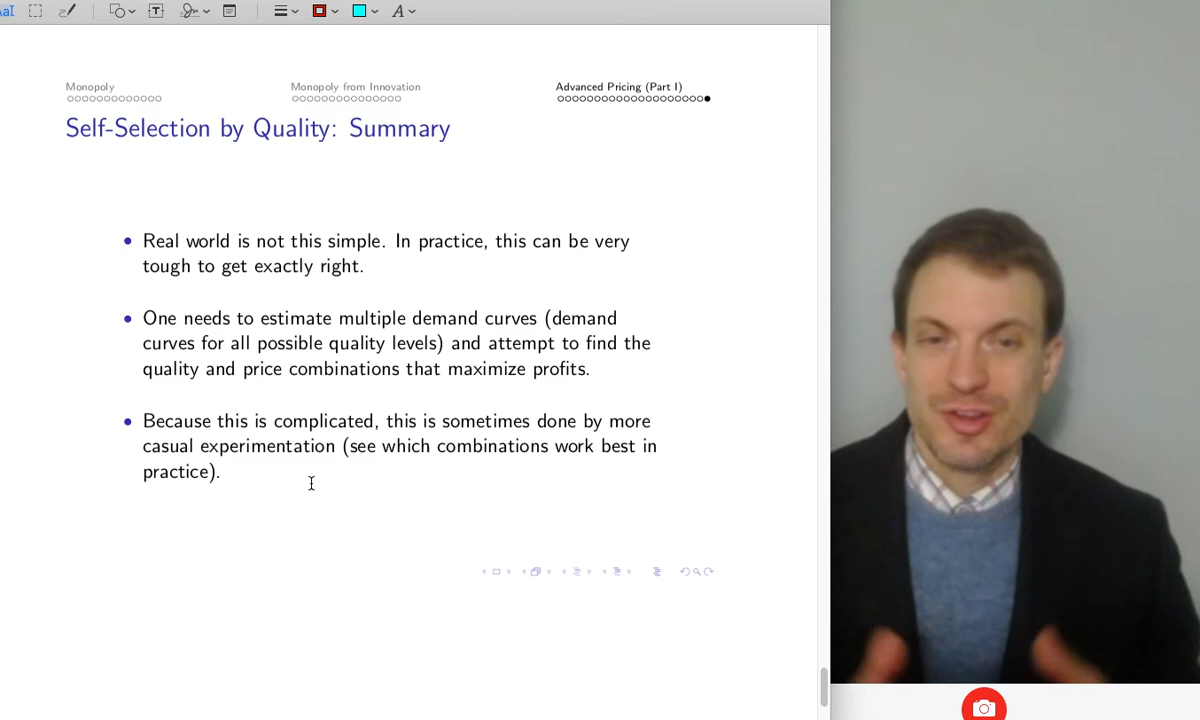 Monopoly
Monopoly from Innovation
Advanced Pricing (Part I)
Self-Selection by Quality: Summary
Real world is not this simple. In practice, this can be very
tough to get exactly right.
One needs to estimate multiple demand curves (demand
curves for all possible quality levels) and attempt to find the
quality and price combinations that maximize profits.
Because this is complicated, this is sometimes done by more
casual experimentation (see which combinations work best in
practice).